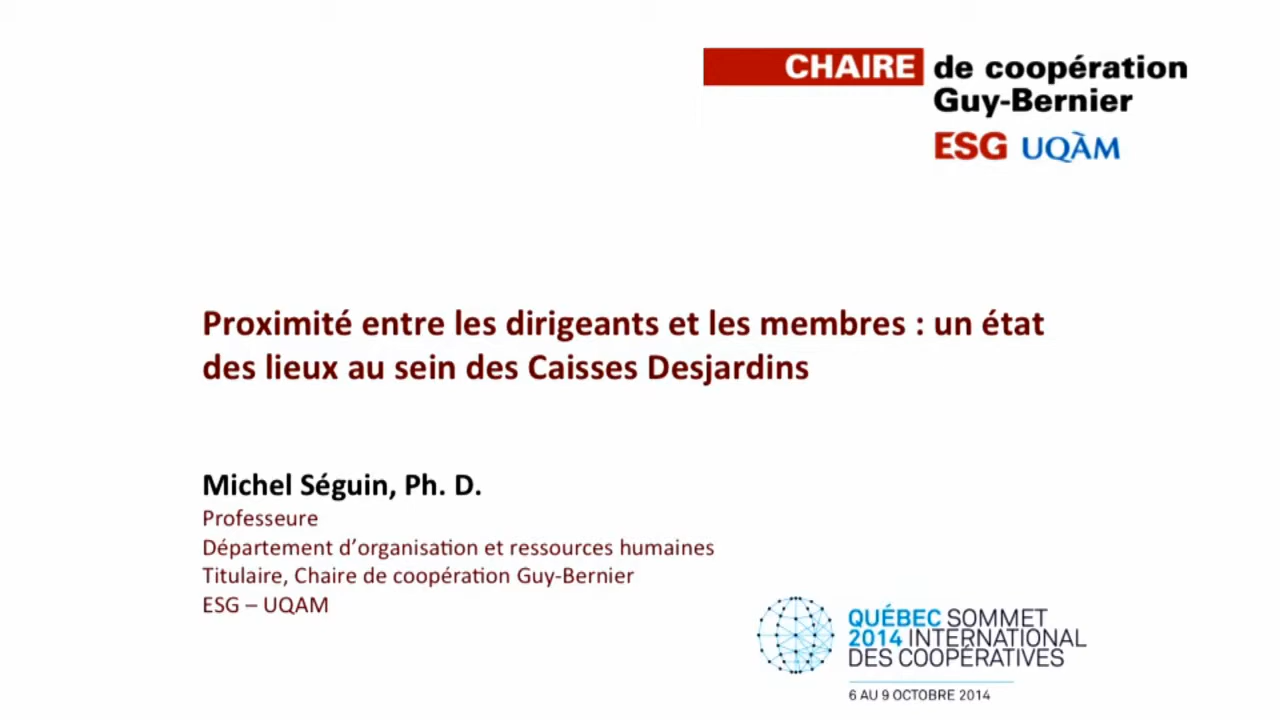 CHAIRE de coopération
Guy-Bernier
ESG UQÀM
Proximité entre les dirigeants et les membres : un état
des lieux au sein des Caisses Desjardins
Michel Séguin, Ph. D.
Professeure
Département d’organisation et ressources humaines
Titulaire, Chaire de coopération Guy-Bernier
ESG – UQAM
QUÉBEC SOMMET
2014 INTERNATIONAL
DES COOPÉRATIVES
6 AU 9 OCTOBRE 2014